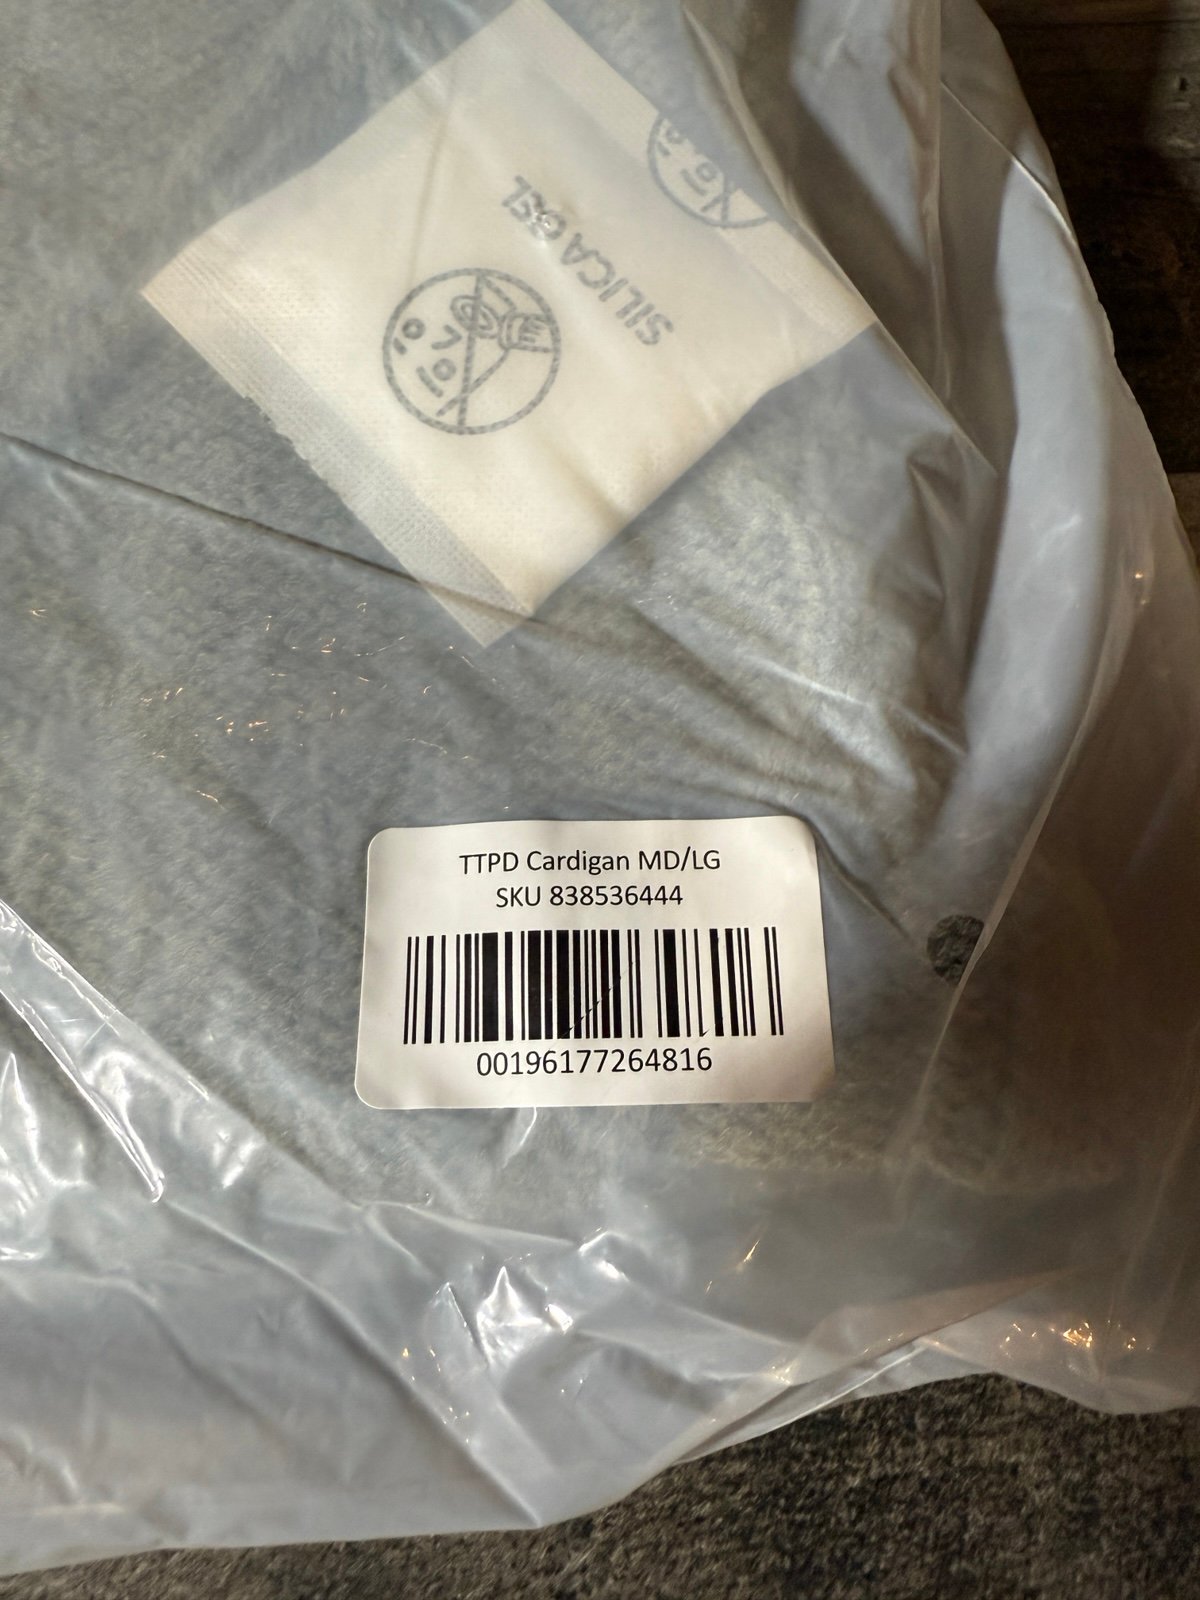 SILICA GEL
TTPD Cardigan MD/LG
SKU 838536444
00196177264816